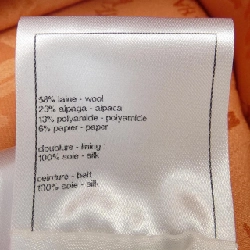 58% laine - wool
23% alpaga - alpaca
13% polyamide - polyamide
6% papier - paper
doublure - lining
100% soie - silk
ceinture - belt
100% soie - silk